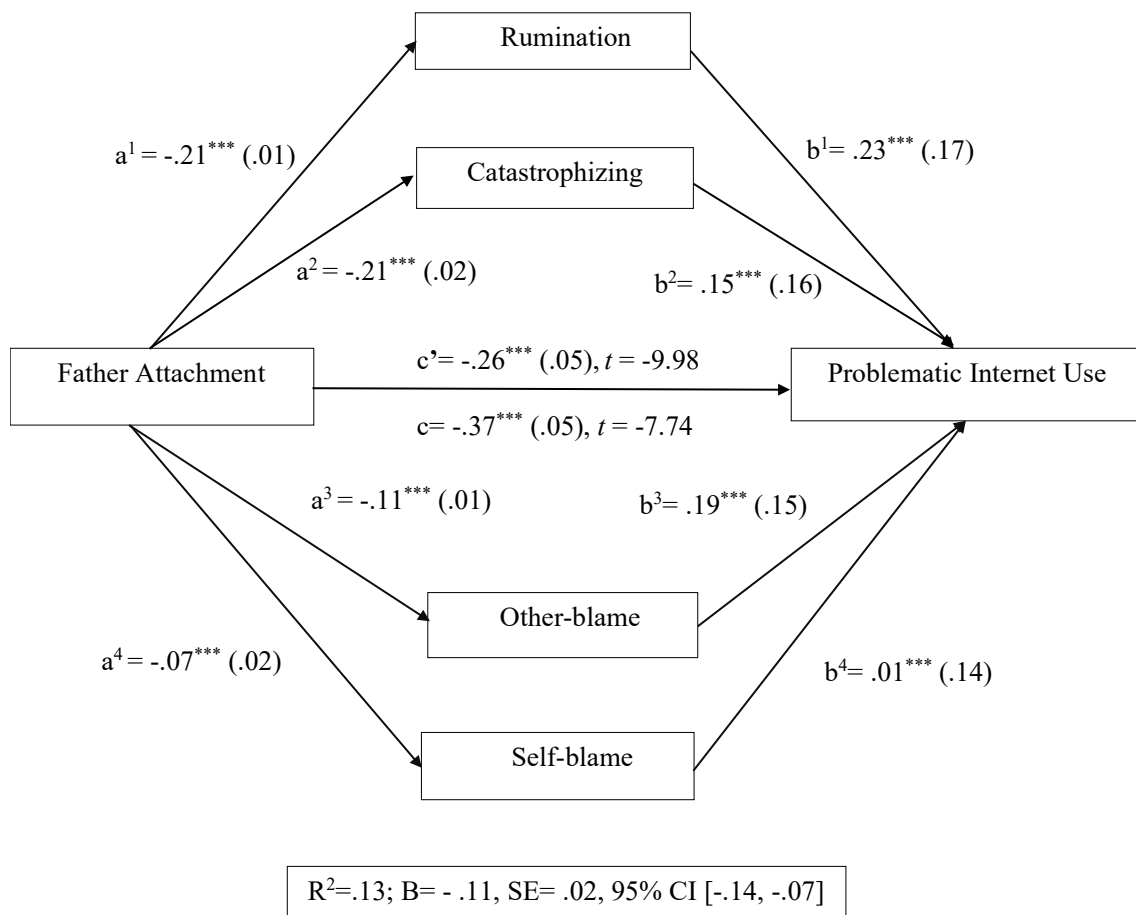 Rumination
a¹ = -.21*** (.01)
b¹= .23*** (.17)
Catastrophizing
a² = -.21*** (.02)
b²= .15*** (.16)
Father Attachment
c’= -.26*** (.05), t = -9.98
Problematic Internet Use
c= -.37*** (.05), t = -7.74
a³ = -.11*** (.01)
b³= .19*** (.15)
Other-blame
a⁴ = -.07*** (.02)
b⁴= .01*** (.14)
Self-blame
R²=.13; B= - .11, SE= .02, 95% CI [-.14, -.07]